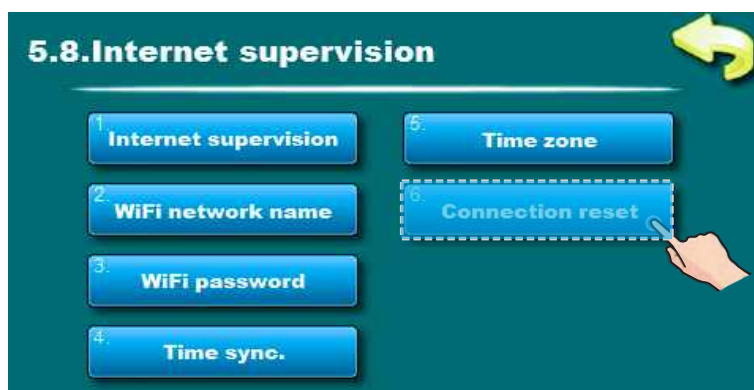 5.8.Internet supervision
1. Internet supervision
2. WiFi network name
3. WiFi password
4. Time sync.
5. Time zone
6. Connection reset